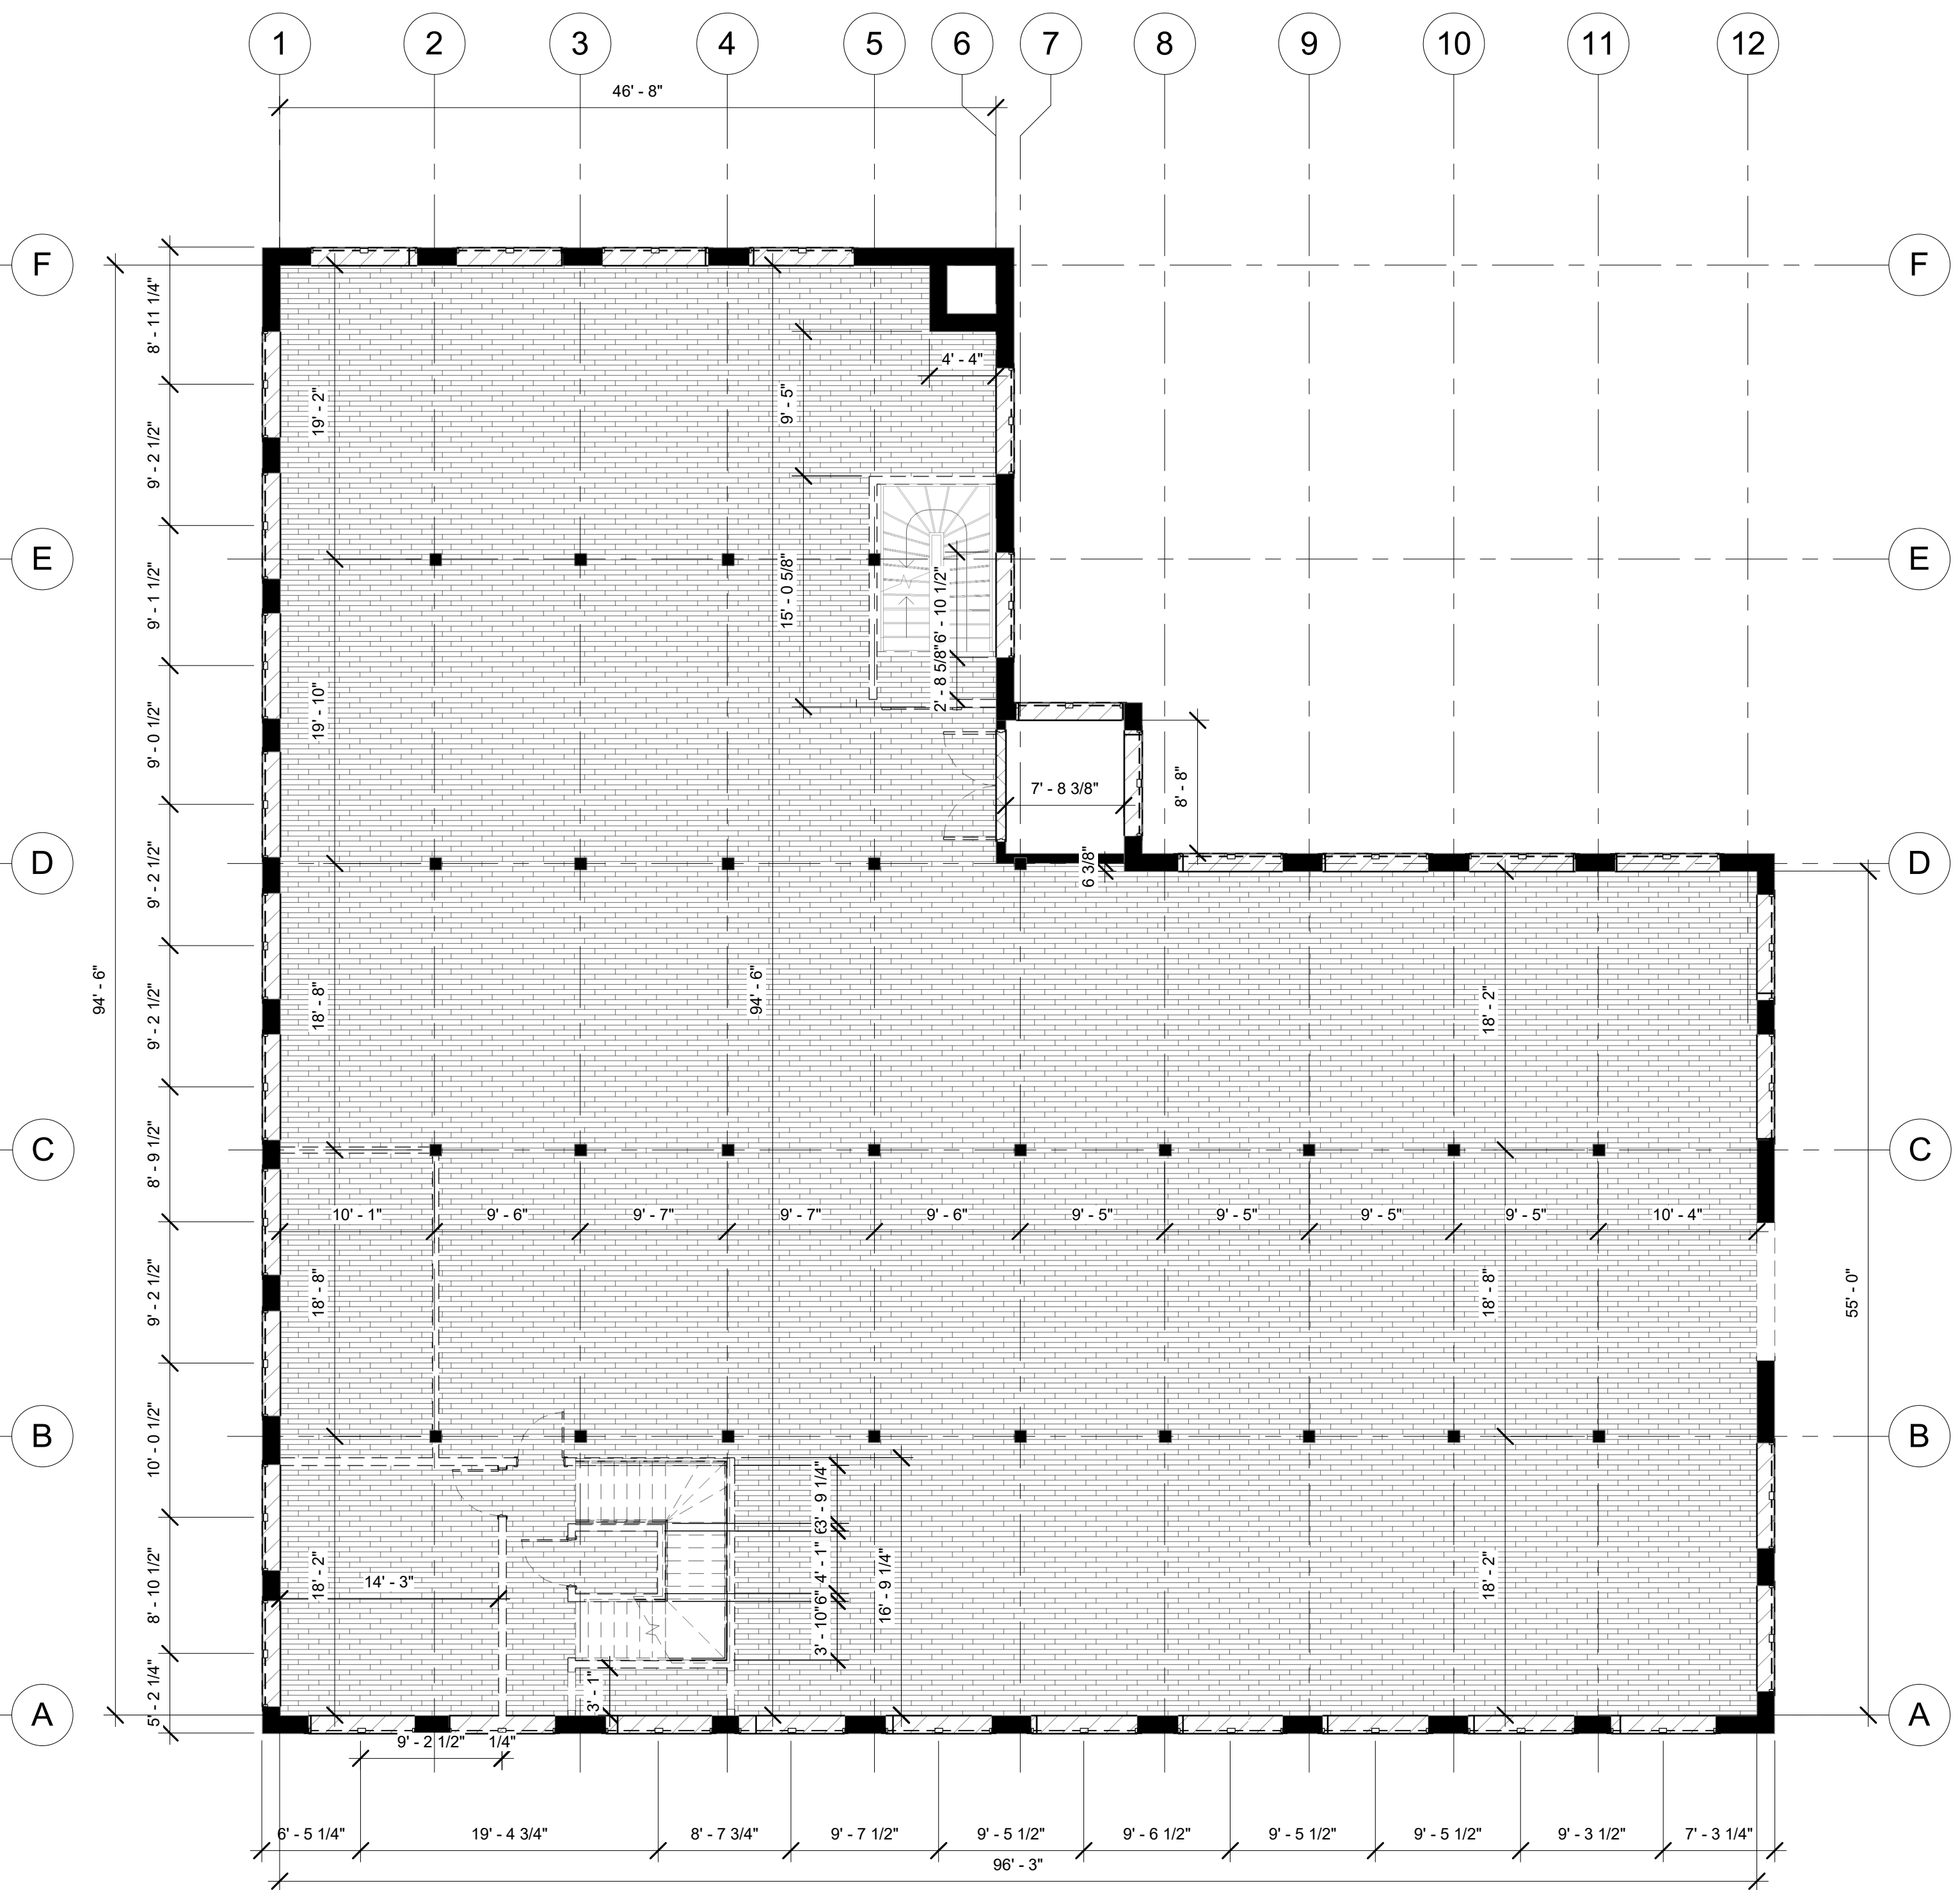 1 2 3 4 5 6 7 8 9 10 11 12
46' - 8"
F F
8' - 11 1/4"
4' - 4"
19' - 2"
9' - 5"
9' - 2 1/2"
E E
15' - 0 5/8"
6' - 10 1/2"
9' - 1 1/2"
2' - 8 5/8"
19' - 10"
9' - 0 1/2"
7' - 8 3/8"
8' - 8"
D D
6 3/8"
9' - 2 1/2"
94' - 6"
18' - 8"
94' - 6"
18' - 2"
9' - 2 1/2"
C C
8' - 9 1/2"
10' - 1" 9' - 6" 9' - 7" 9' - 7" 9' - 6" 9' - 5" 9' - 5" 9' - 5" 9' - 5" 10' - 4"
9' - 2 1/2"
18' - 8"
18' - 8"
55' - 0"
B B
10' - 0 1/2"
3' - 9 1/4"
4' - 1"
6"
3' - 10"
16' - 9 1/4"
8' - 10 1/2"
18' - 2"
14' - 3"
18' - 2"
3' - 1"
5' - 2 1/4"
A A
9' - 2 1/2" 1/4"
6' - 5 1/4" 19' - 4 3/4" 8' - 7 3/4" 9' - 7 1/2" 9' - 5 1/2" 9' - 6 1/2" 9' - 5 1/2" 9' - 5 1/2" 9' - 3 1/2" 7' - 3 1/4"
96' - 3"